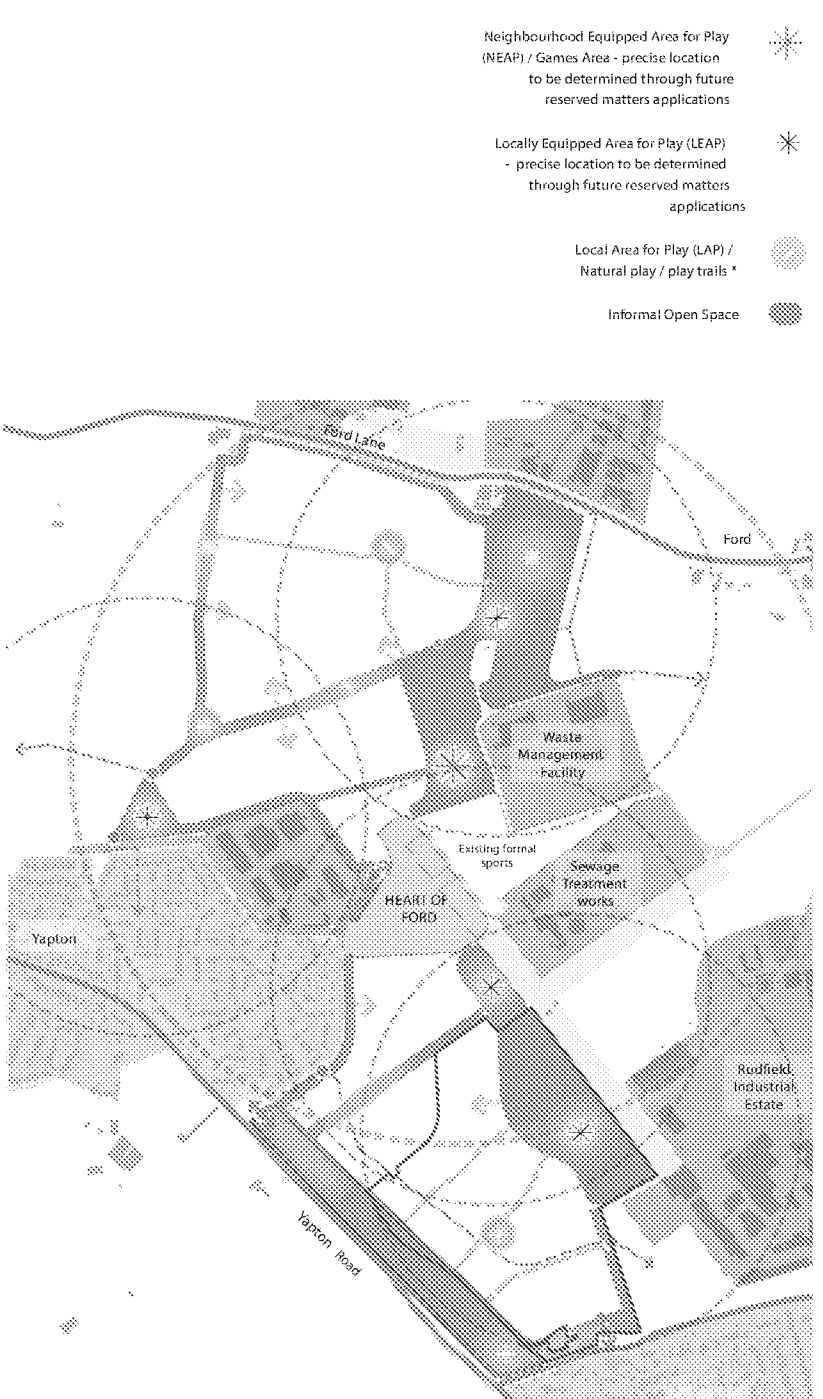 Neighbourhood Equipped Area for Play
(NEAP) / Games Area - precise location
to be determined through future
reserved matters applications
Locally Equipped Area for Play (LEAP)
- precise location to be determined
through future reserved matters
applications
Local Area for Play (LAP) /
Natural play / play trails *
Informal Open Space
Ford Lane
Ford
Waste
Management
Facility
Existing formal
sports
Sewage
Treatment
works
HEART OF
FORD
Yapton
Rudfield
Industrial
Estate
Yapton Road